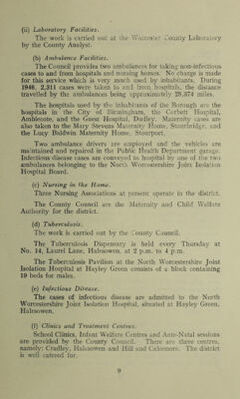 (ii) Laboratory Facilities.
The work is carried out at the Worcester County Laboratory
by the County Analyst.
(b) Ambulance Facilities.
The Council provides two ambulances for taking non-infectious
cases to and from hospitals and nursing homes. No charge is made
for this service which is very much used by inhabitants. During
1946, 2,311 cases were taken to and from hospitals, the distance
travelled by the ambulances being approximately 28,374 miles.
The hospitals used by the inhabitants of the Borough are the
hospitals in the City of Birmingham, the Corbett Hospital,
Amblecote, and the Guest Hospital, Dudley. Maternity cases are
also taken to the Mary Stevens Maternity Home, Stourbridge, and
the Lucy Baldwin Maternity Home, Stourport.
Two ambulance drivers are employed and the vehicles are
maintained and repaired in the Public Health Department garage.
Infectious disease cases are conveyed to hospital by one of the two
ambulances belonging to the North Worcestershire Joint Isolation
Hospital Board.
(c) Nursing in the Home.
Three Nursing Associations at present operate in the district.
The County Council are the Maternity and Child Welfare
Authority for the district.
(d) Tuberculosis.
The work is carried out by the County Council.
The Tuberculosis Dispensary is held every Thursday at
No. 14, Laurel Lane, Halesowen, at 2 p.m. to 4 p.m.
The Tuberculosis Pavilion at the North Worcestershire Joint
Isolation Hospital at Hayley Green consists of a block containing
19 beds for males.
(e) Infectious Disease.
The cases of infectious disease are admitted to the North
Worcestershire Joint Isolation Hospital, situated at Hayley Green,
Halesowen.
(f) Clinics and Treatment Centres.
School Clinics, Infant Welfare Centres and Ante-Natal sessions
are provided by the County Council. There are three centres,
namely: Cradley, Halesowen and Hill and Cakemore. The district
is well catered for.
9